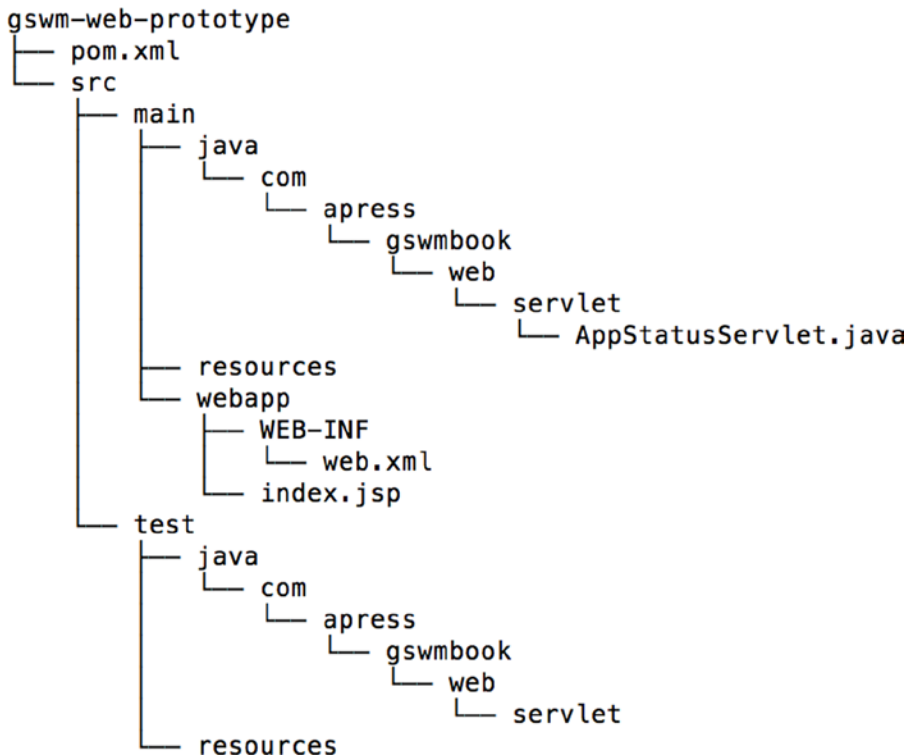 gswm-web-prototype
├── pom.xml
└── src
    ├── main
    │   ├── java
    │   │   └── com
    │   │       └── apress
    │   │           └── gswmbook
    │   │               └── web
    │   │                   └── servlet
    │   │                       └── AppStatusServlet.java
    │   ├── resources
    │   └── webapp
    │       ├── WEB-INF
    │       │   └── web.xml
    │       └── index.jsp
    └── test
        ├── java
        │   └── com
        │       └── apress
        │           └── gswmbook
        │               └── web
        │                   └── servlet
        └── resources